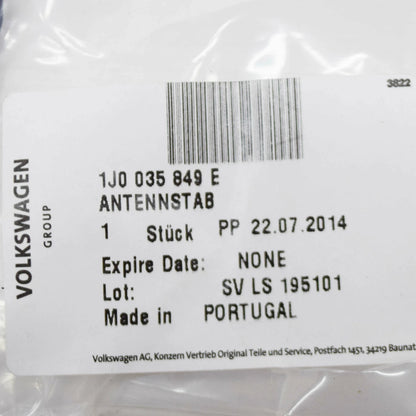 3822
1J0 035 849 E
ANTENNSTAB
1 Stück PP 22.07.2014
Expire Date: NONE
Lot: SV LS 195101
Made in PORTUGAL
VOLKSWAGEN
GROUP
Volkswagen AG, Konzern Vertrieb Original Teile und Service, Postfach 1451, 34219 Baunat